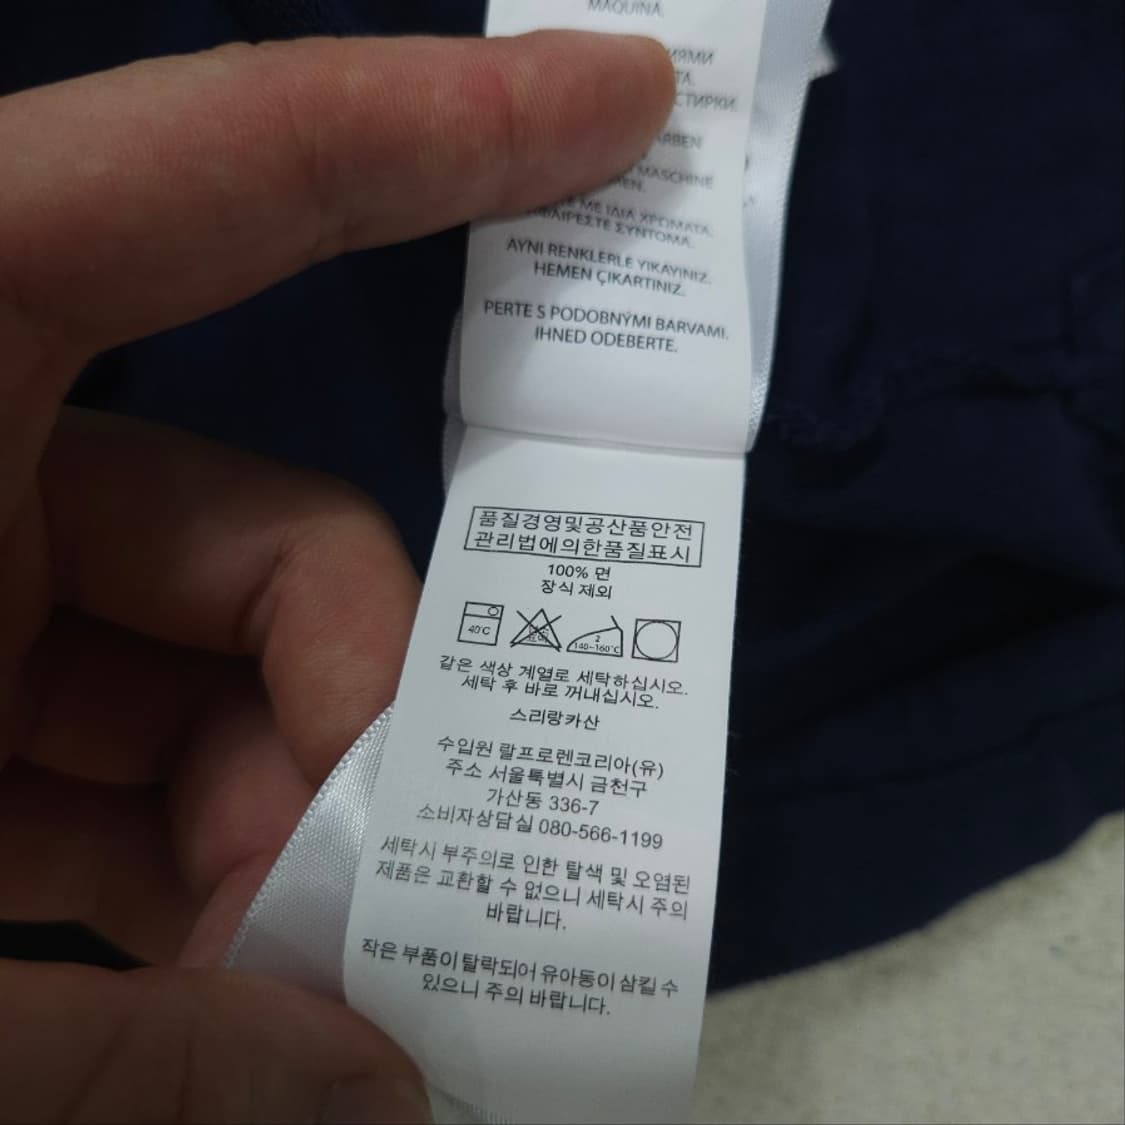 MAQUINA.
ИЯМИ
ТА.
СТИРКИ.
ARBEN
MASCHINE
EN.
ΜΕ ΙΔΙΑ ΧΡΩΜΑΤΑ.
ΑΦΑΙΡΕΣΤΕ ΣΥΝΤΟΜΑ.
AYNI RENKLERLE YIKAYINIZ.
HEMEN ÇIKARTINIZ.
PERTE S PODOBNÝMI BARVAMI.
IHNED ODEBERTE.
품질경영및공산품안전
관리법에의한품질표시
100% 면
장식 제외
40°C
2
140~160°C
같은 색상 계열로 세탁하십시오.
세탁 후 바로 꺼내십시오.
스리랑카산
수입원 랄프로렌코리아(유)
주소 서울특별시 금천구
가산동 336-7
소비자상담실 080-566-1199
세탁시 부주의로 인한 탈색 및 오염된
제품은 교환할 수 없으니 세탁시 주의
바랍니다.
작은 부품이 탈락되어 유아동이 삼킬 수
있으니 주의 바랍니다.